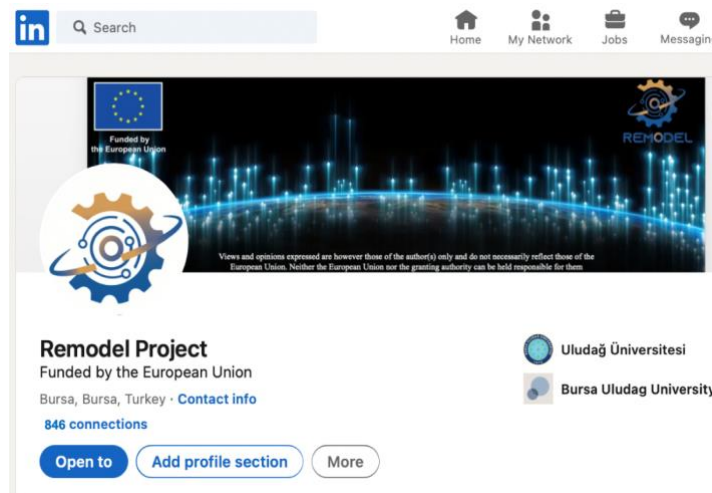 in
Search
Home
My Network
Jobs
Messaging
Funded by
the European Union
REMODEL
Views and opinions expressed are however those of the author(s) only and do not necessarily reflect those of the
European Union. Neither the European Union nor the granting authority can be held responsible for them
Remodel Project
Funded by the European Union
Bursa, Bursa, Turkey · Contact info
846 connections
Uludağ Üniversitesi
Bursa Uludag University
Open to
Add profile section
More